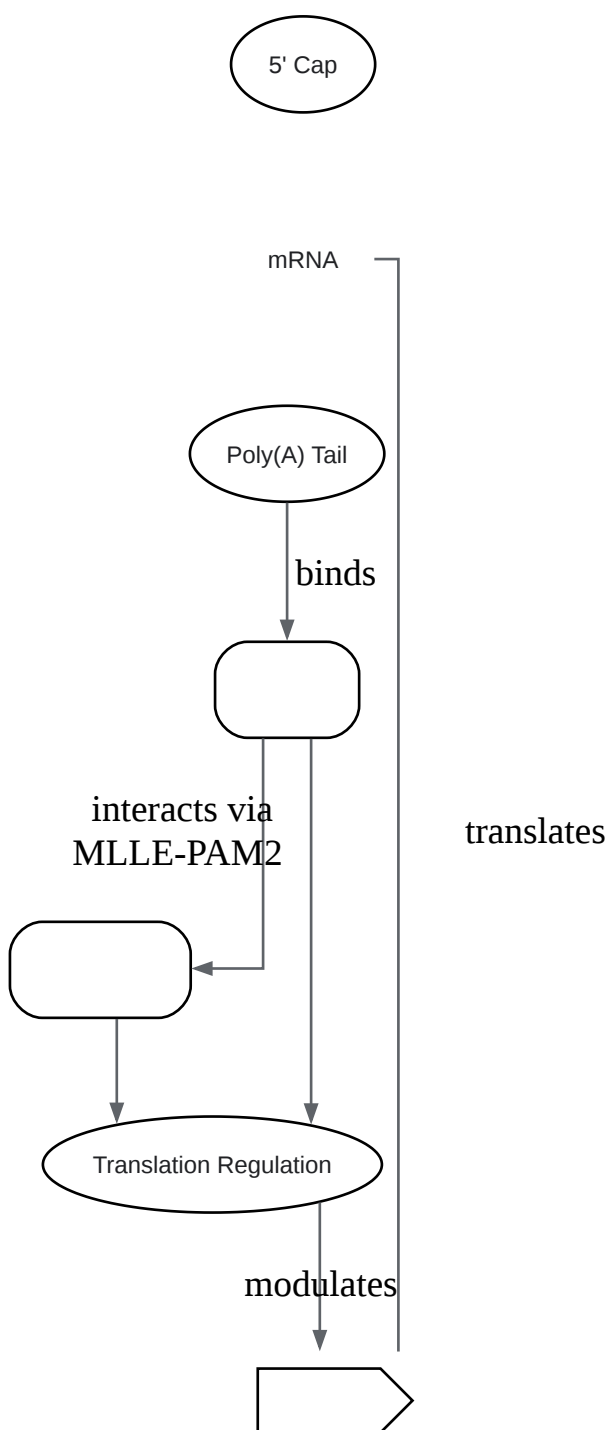 5' Cap
mRNA
Poly(A) Tail
binds
interacts via
MLLE-PAM2
translates
Translation Regulation
modulates